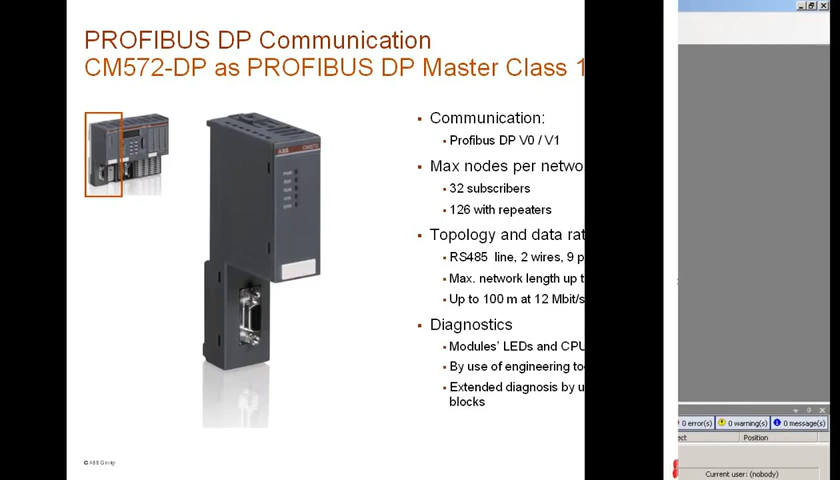 PROFIBUS DP Communication
CM572-DP as PROFIBUS DP Master Class 1
ABB CM572
Communication:
Profibus DP V0 / V1
Max nodes per netwo
32 subscribers
126 with repeaters
Topology and data rat
RS485 line, 2 wires, 9 p
Max. network length up t
Up to 100 m at 12 Mbit/s
Diagnostics
Modules' LEDs and CPU
By use of engineering to
Extended diagnosis by u
blocks
© ABB Group
0 error(s) 0 warning(s) 0 message(s)
ect Position
Current user: (nobody)